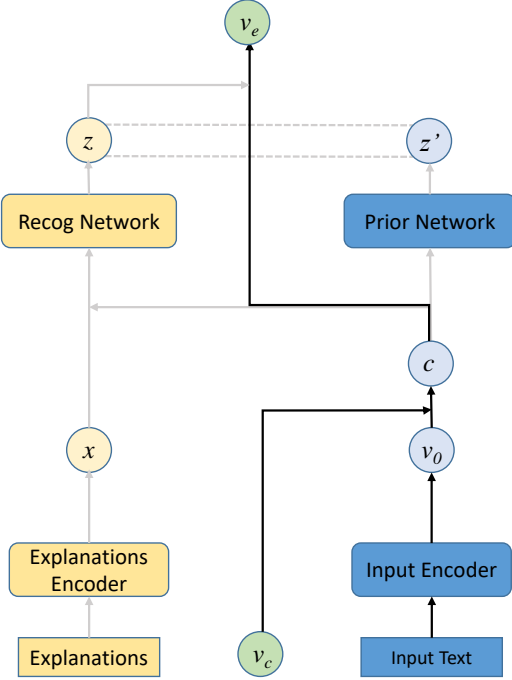 v_e
z
z'
Recog Network
Prior Network
c
x
v_0
Explanations
Encoder
Input Encoder
Explanations
v_c
Input Text